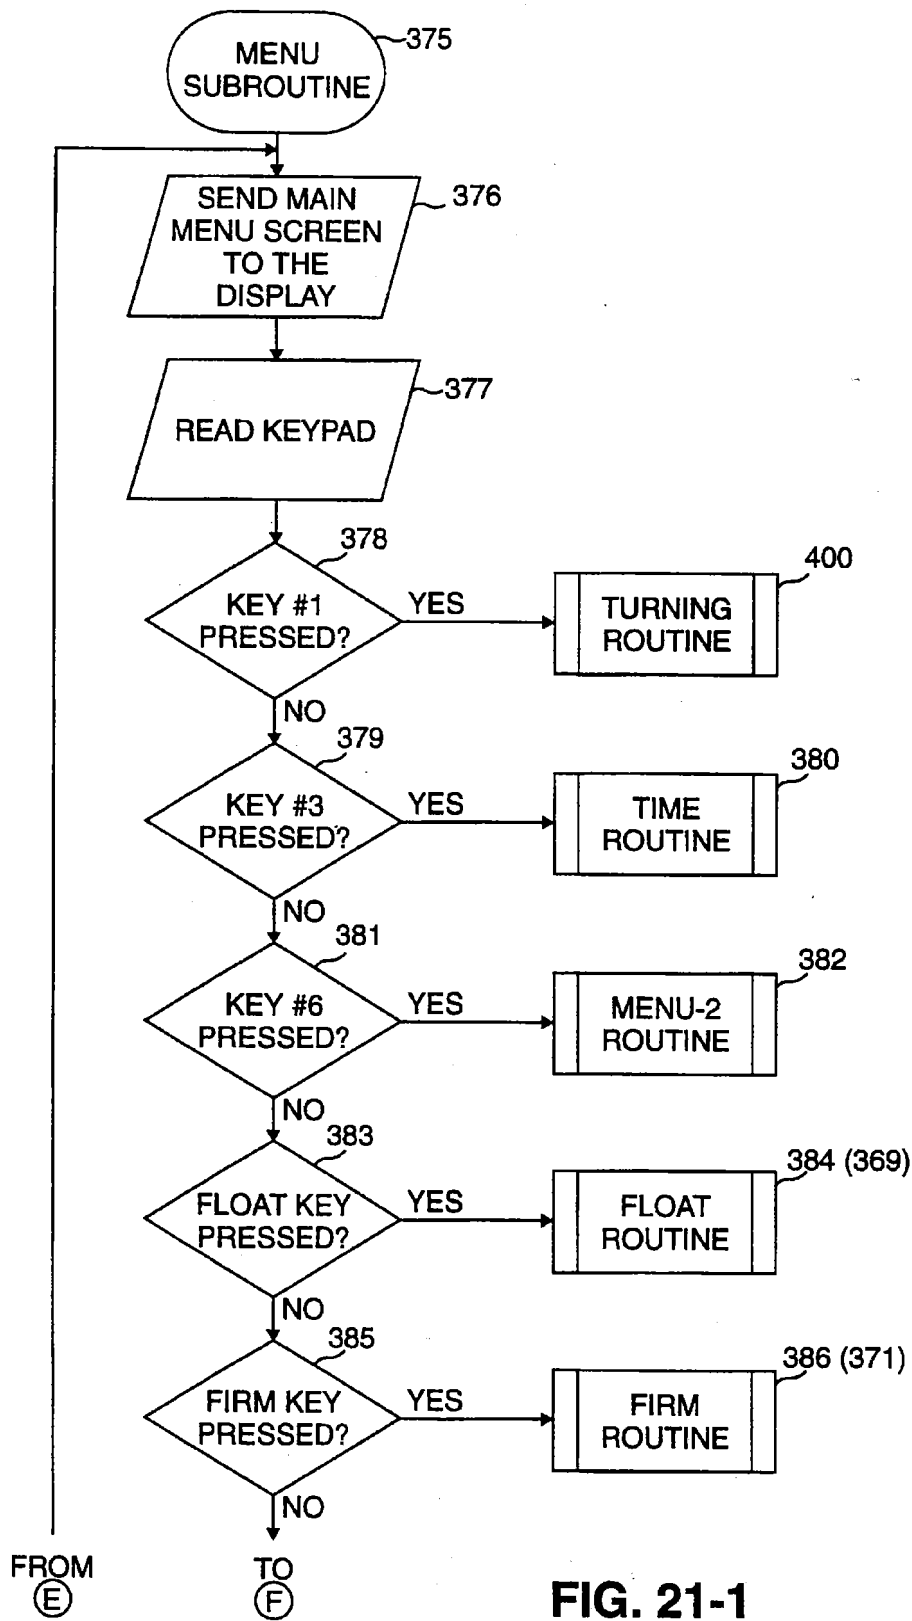 MENU
SUBROUTINE
375
SEND MAIN
MENU SCREEN
TO THE
DISPLAY
376
READ KEYPAD
377
378
KEY #1
PRESSED?
YES
400
TURNING
ROUTINE
NO
379
KEY #3
PRESSED?
YES
380
TIME
ROUTINE
NO
381
KEY #6
PRESSED?
YES
382
MENU-2
ROUTINE
NO
383
FLOAT KEY
PRESSED?
YES
384 (369)
FLOAT
ROUTINE
NO
385
FIRM KEY
PRESSED?
YES
386 (371)
FIRM
ROUTINE
NO
FROM
E
TO
F
FIG. 21-1